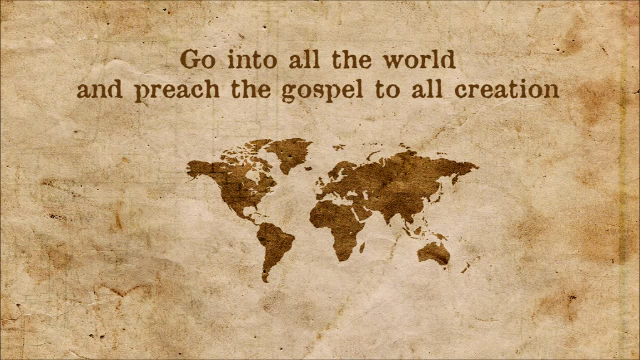 Go into all the world
and preach the gospel to all creation